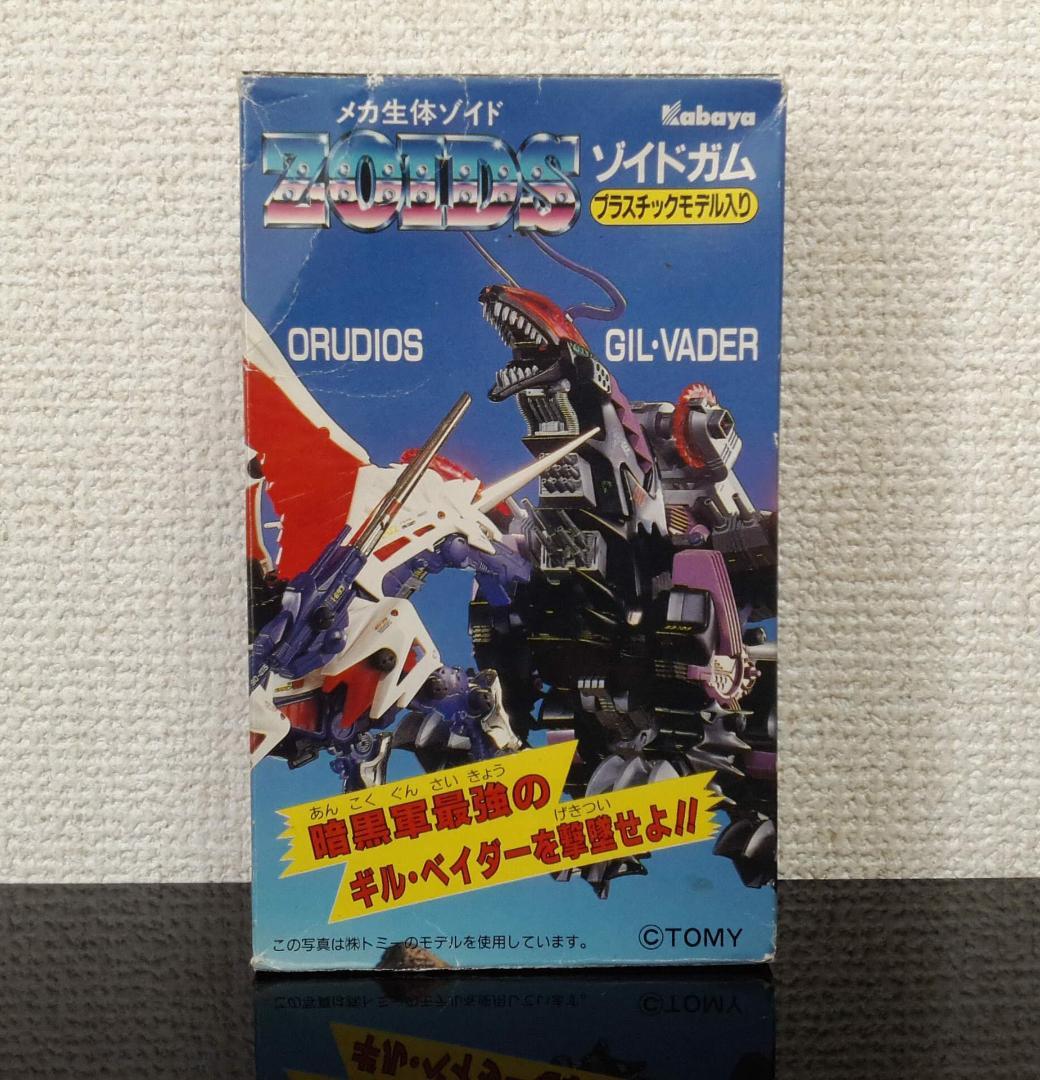 メカ生体ゾイド
ZOIDS
Kabaya
ゾイドガム
プラスチックモデル入り
ORUDIOS
GIL・VADER
あんこくぐんさいきょう
暗黒軍最強の
げきつい
ギル・ベイダーを撃墜せよ!!
この写真は㈱トミーのモデルを使用しています。
©TOMY